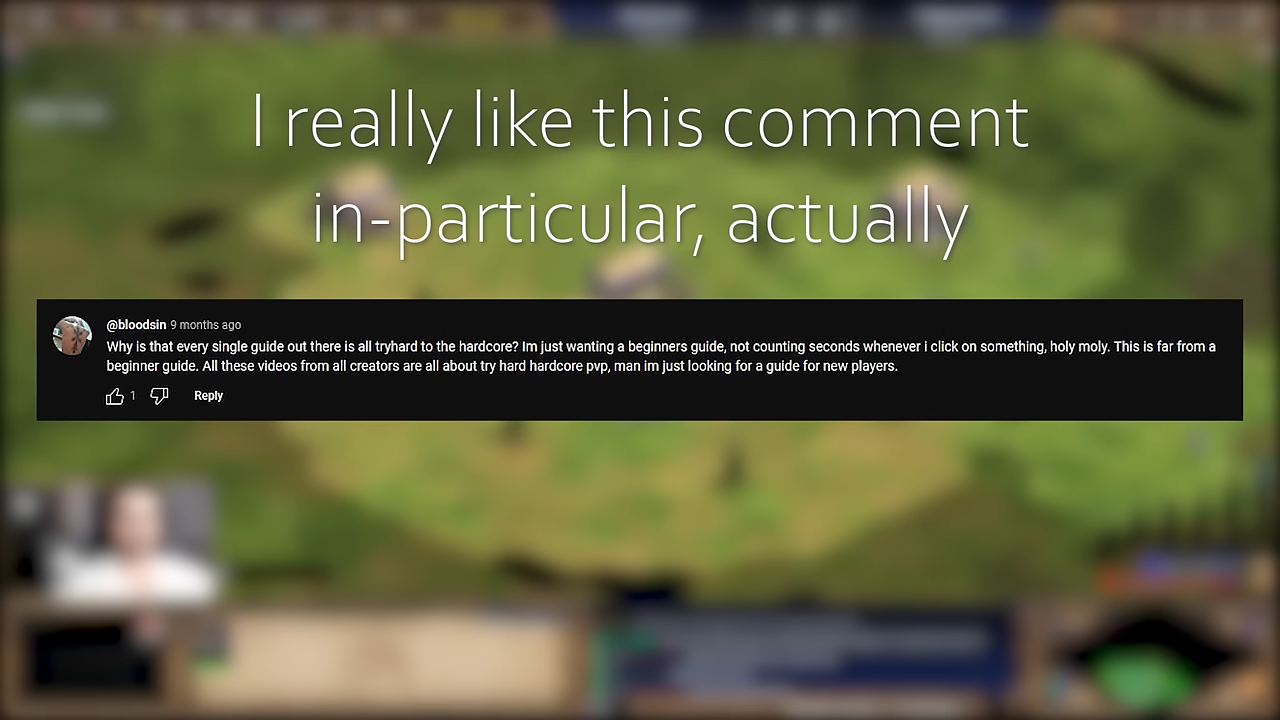 I really like this comment
in-particular, actually
@bloodsin 9 months ago
Why is that every single guide out there is all tryhard to the hardcore? Im just wanting a beginners guide, not counting seconds whenever i click on something, holy moly. This is far from a
beginner guide. All these videos from all creators are all about try hard hardcore pvp, man im just looking for a guide for new players.
1 Reply